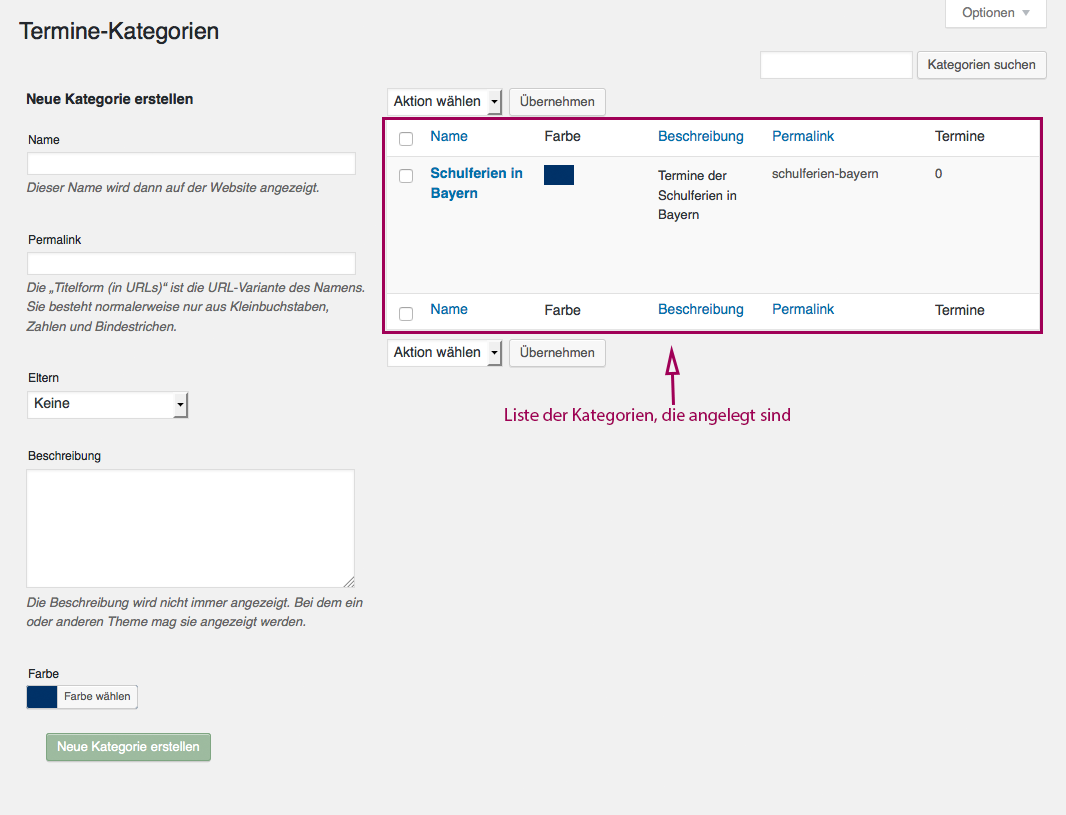 Optionen
Termine-Kategorien
Kategorien suchen
Neue Kategorie erstellen
Name
Dieser Name wird dann auf der Website angezeigt.
Permalink
Die „Titelform (in URLs)“ ist die URL-Variante des Namens.
Sie besteht normalerweise nur aus Kleinbuchstaben,
Zahlen und Bindestrichen.
Eltern
Keine
Beschreibung
Die Beschreibung wird nicht immer angezeigt. Bei dem ein
oder anderen Theme mag sie angezeigt werden.
Farbe
Farbe wählen
Neue Kategorie erstellen
Aktion wählen Übernehmen
Name Farbe Beschreibung Permalink Termine
Schulferien in
Bayern
Termine der
Schulferien in
Bayern
schulferien-bayern
0
Name Farbe Beschreibung Permalink Termine
Aktion wählen Übernehmen
Liste der Kategorien, die angelegt sind